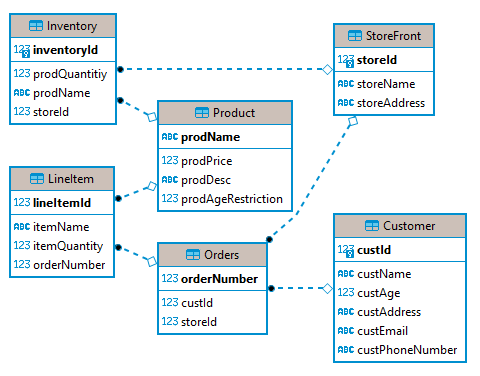 Inventory
123 inventoryId
123 prodQuantitiy
ABC prodName
123 storeId
StoreFront
123 storeId
ABC storeName
ABC storeAddress
Product
ABC prodName
123 prodPrice
ABC prodDesc
123 prodAgeRestriction
LineItem
123 lineItemId
ABC itemName
123 itemQuantity
123 orderNumber
Orders
123 orderNumber
123 custId
123 storeId
Customer
123 custId
ABC custName
123 custAge
ABC custAddress
ABC custEmail
ABC custPhoneNumber